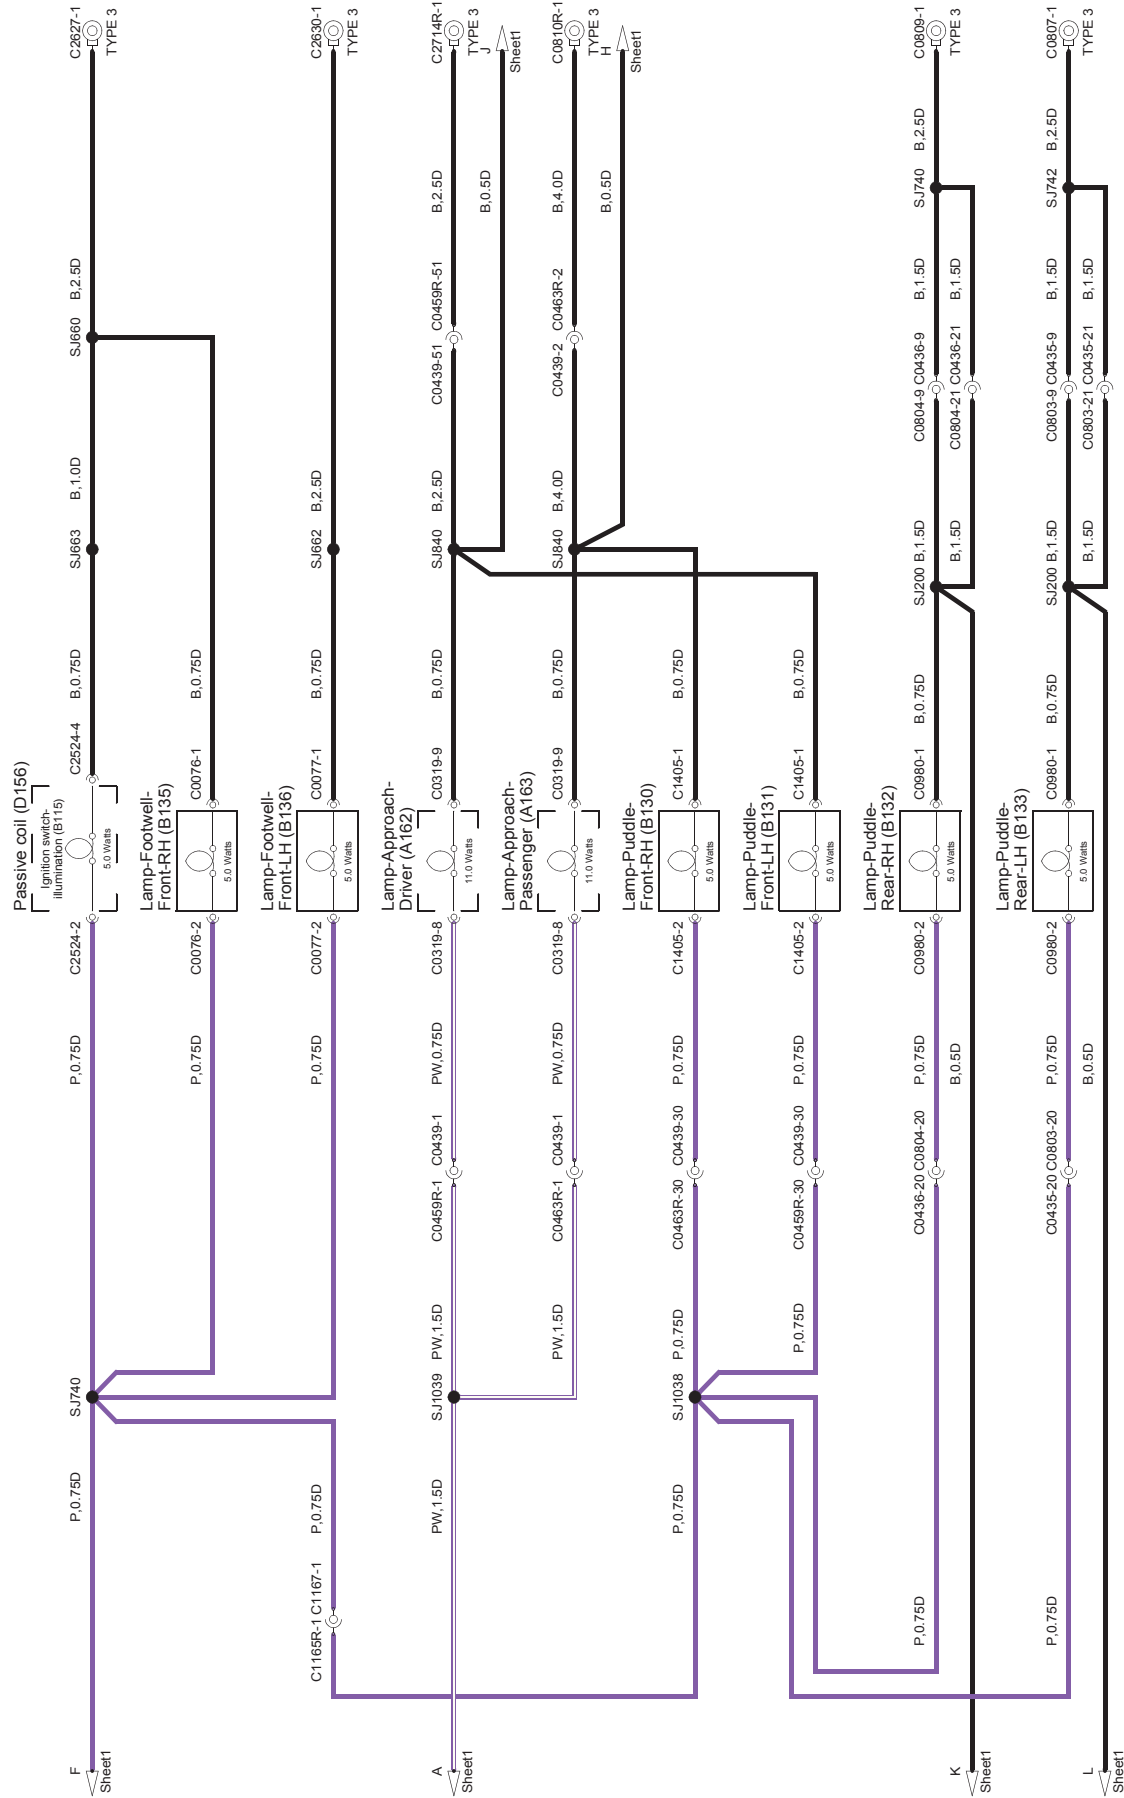 C2627-1
TYPE 3
B,2.5D
SJ660
B,1.0D
SJ663
B,0.75D
C2524-4
Passive coil (D156)
Ignition switch-
illumination (B115)
5.0 Watts
C2524-2
P,0.75D
SJ740
P,0.75D
F
Sheet1
B,0.75D
C0076-1
Lamp-Footwell-
Front-RH (B135)
5.0 Watts
C0076-2
P,0.75D
C2630-1
TYPE 3
B,2.5D
SJ662
B,0.75D
C0077-1
Lamp-Footwell-
Front-LH (B136)
5.0 Watts
C0077-2
P,0.75D
P,0.75D
C1167-1
C1165R-1
C2714R-1
TYPE 3
J
Sheet1
B,2.5D
B,0.5D
C0459R-51
C0439-51
B,2.5D
SJ840
B,0.75D
C0319-9
Lamp-Approach-
Driver (A162)
11.0 Watts
C0319-8
PW,0.75D
C0439-1
C0459R-1
PW,1.5D
SJ1039
PW,1.5D
A
Sheet1
C0810R-1
TYPE 3
H
Sheet1
B,4.0D
B,0.5D
C0463R-2
C0439-2
B,4.0D
SJ840
B,0.75D
C0319-9
Lamp-Approach-
Passenger (A163)
11.0 Watts
C0319-8
PW,0.75D
C0439-1
C0463R-1
PW,1.5D
B,0.75D
C1405-1
Lamp-Puddle-
Front-RH (B130)
5.0 Watts
C1405-2
P,0.75D
C0439-30
C0463R-30
P,0.75D
SJ1038
P,0.75D
B,0.75D
C1405-1
Lamp-Puddle-
Front-LH (B131)
5.0 Watts
C1405-2
P,0.75D
C0439-30
C0459R-30
P,0.75D
C0809-1
TYPE 3
B,2.5D
SJ740
B,1.5D
B,1.5D
C0436-9
C0436-21
C0804-9
C0804-21
B,1.5D
B,1.5D
SJ200
B,0.75D
C0980-1
Lamp-Puddle-
Rear-RH (B132)
5.0 Watts
C0980-2
P,0.75D
B,0.5D
C0804-20
C0436-20
P,0.75D
K
Sheet1
C0807-1
TYPE 3
B,2.5D
SJ742
B,1.5D
B,1.5D
C0435-9
C0435-21
C0803-9
C0803-21
B,1.5D
B,1.5D
SJ200
B,0.75D
C0980-1
Lamp-Puddle-
Rear-LH (B133)
5.0 Watts
C0980-2
P,0.75D
B,0.5D
C0803-20
C0435-20
P,0.75D
L
Sheet1